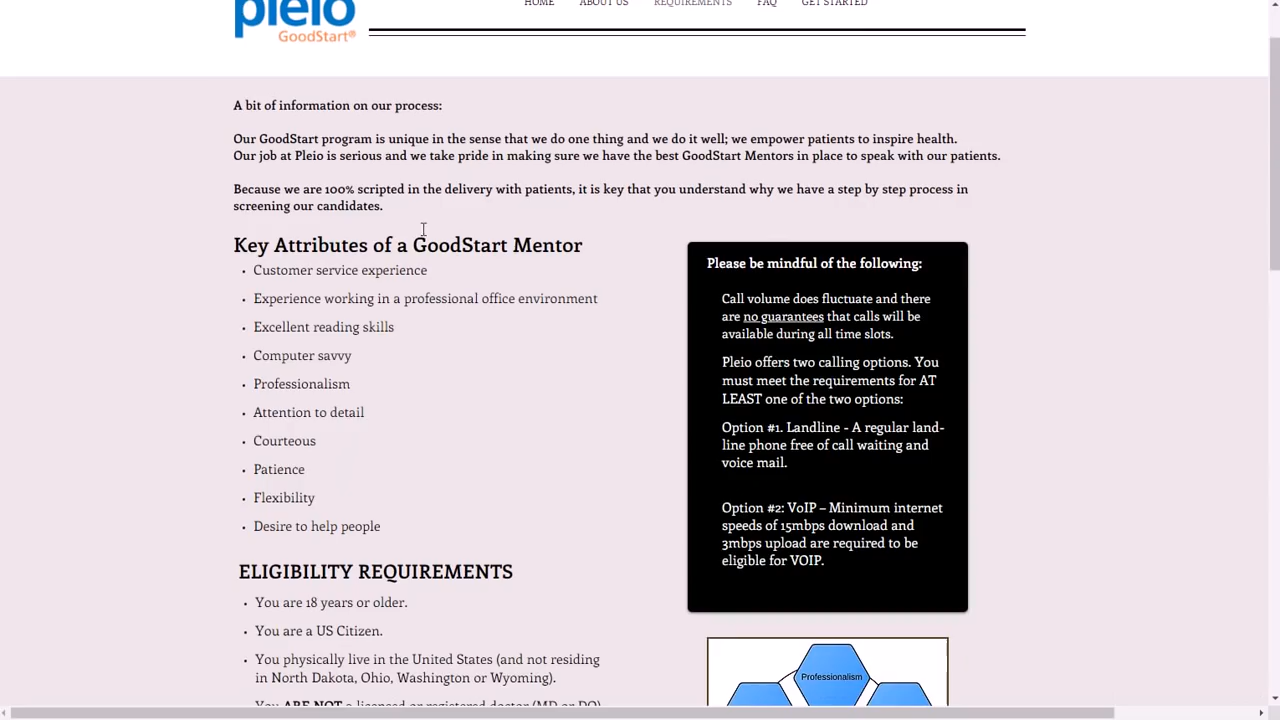 HOME ABOUT US REQUIREMENTS FAQ GET STARTED
pleio
GoodStart®
A bit of information on our process:
Our GoodStart program is unique in the sense that we do one thing and we do it well; we empower patients to inspire health.
Our job at Pleio is serious and we take pride in making sure we have the best GoodStart Mentors in place to speak with our patients.
Because we are 100% scripted in the delivery with patients, it is key that you understand why we have a step by step process in
screening our candidates.
Key Attributes of a GoodStart Mentor
• Customer service experience
• Experience working in a professional office environment
• Excellent reading skills
• Computer savvy
• Professionalism
• Attention to detail
• Courteous
• Patience
• Flexibility
• Desire to help people
ELIGIBILITY REQUIREMENTS
• You are 18 years or older.
• You are a US Citizen.
• You physically live in the United States (and not residing
in North Dakota, Ohio, Washington or Wyoming).
You ARE NOT a licensed or registered doctor (MD or DO)
Please be mindful of the following:
Call volume does fluctuate and there
are no guarantees that calls will be
available during all time slots.
Pleio offers two calling options. You
must meet the requirements for AT
LEAST one of the two options:
Option #1. Landline - A regular land-
line phone free of call waiting and
voice mail.
Option #2: VoIP – Minimum internet
speeds of 15mbps download and
3mbps upload are required to be
eligible for VOIP.
Professionalism